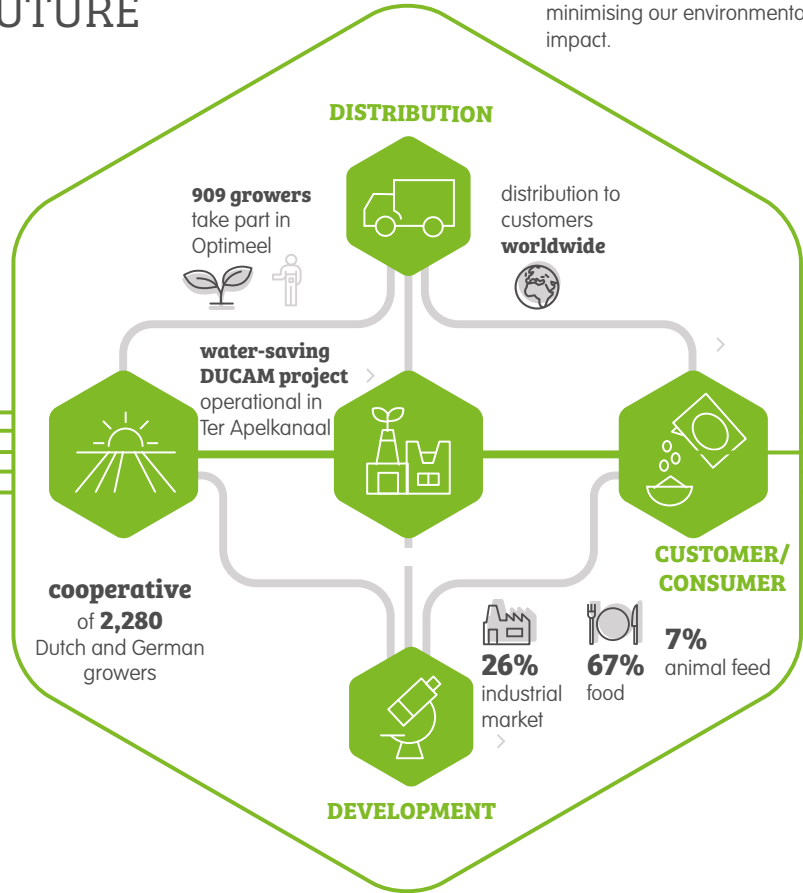 UTURE
minimising our environmenta
impact.
DISTRIBUTION
909 growers
take part in
Optimeel
distribution to
customers
worldwide
water-saving
DUCAM project
operational in
Ter Apelkanaal
CUSTOMER/
CONSUMER
cooperative
of 2,280
Dutch and German
growers
26%
industrial
market
67%
food
7%
animal feed
DEVELOPMENT